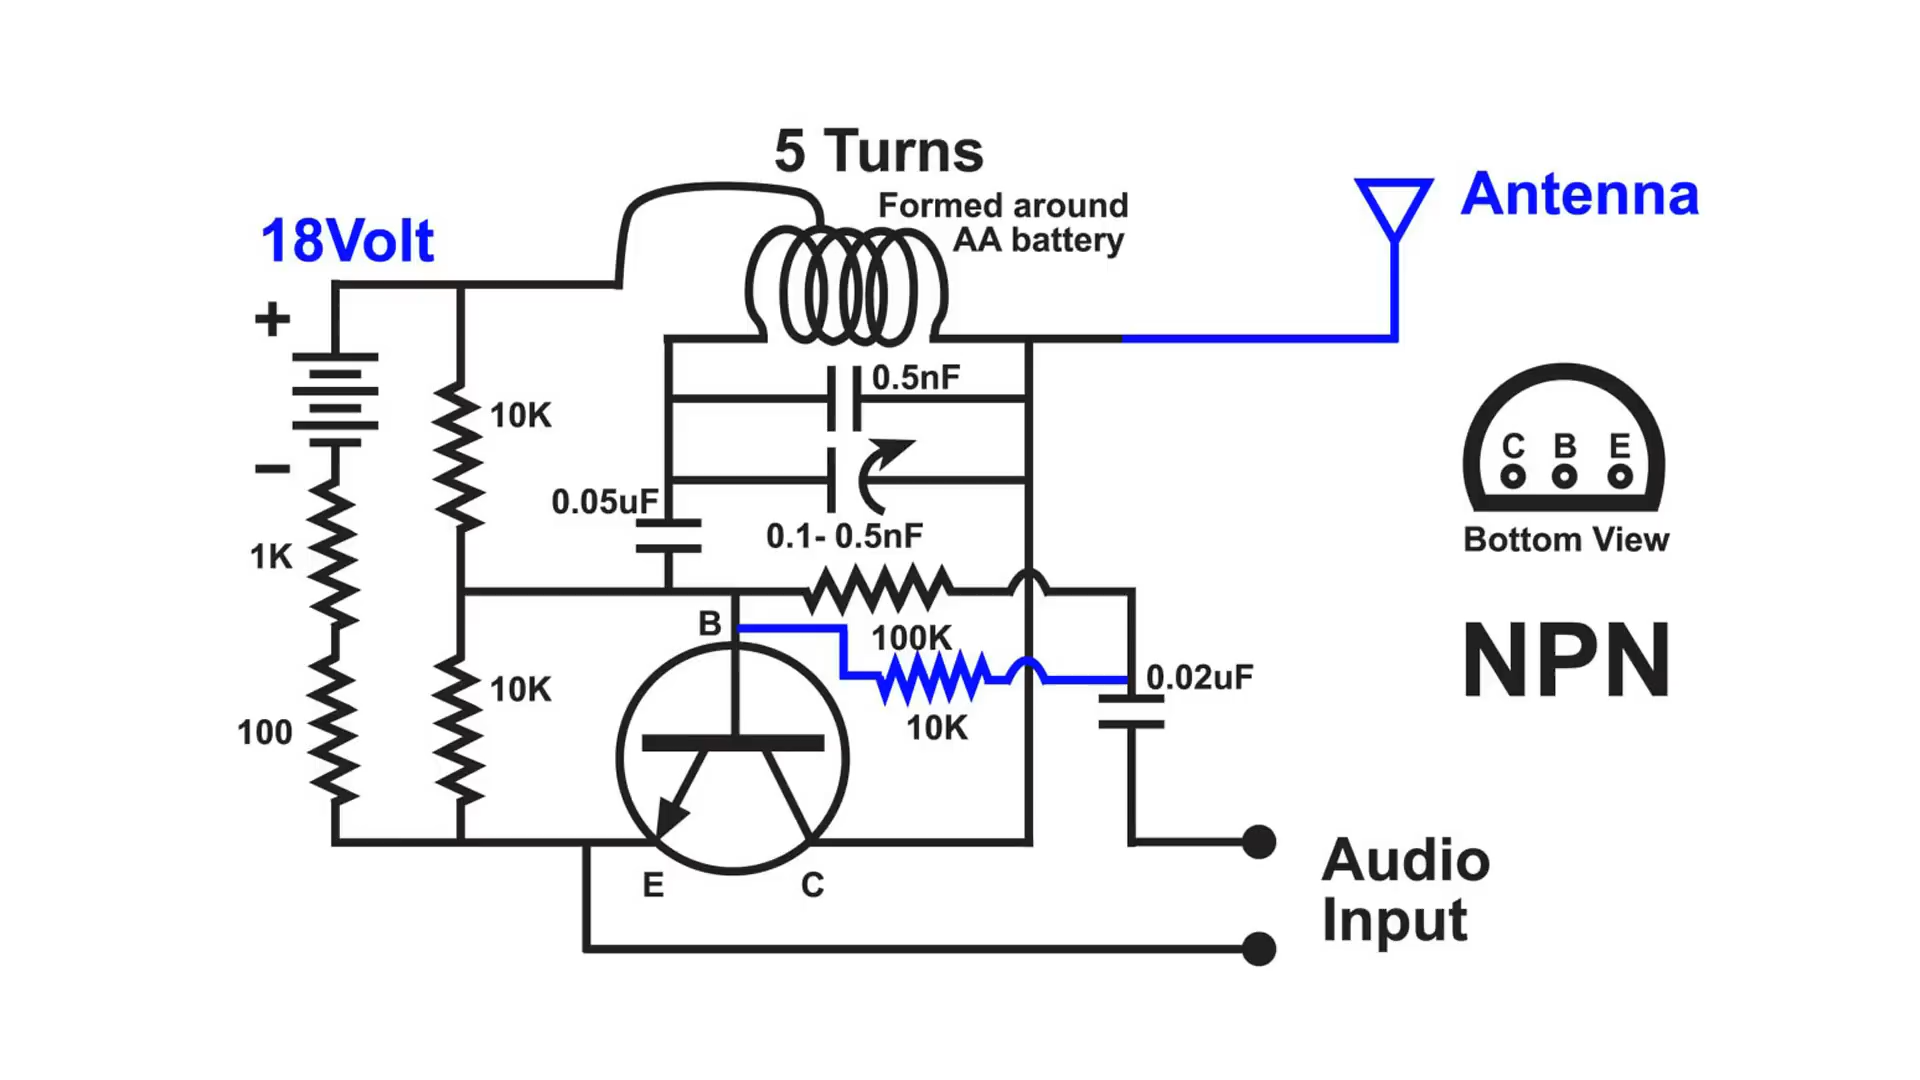 5 Turns
Formed around
AA battery
18Volt
+
−
Antenna
0.5nF
10K
C B E
Bottom View
0.05uF
0.1- 0.5nF
1K
B
100K
NPN
0.02uF
10K
10K
100
E
C
Audio
Input